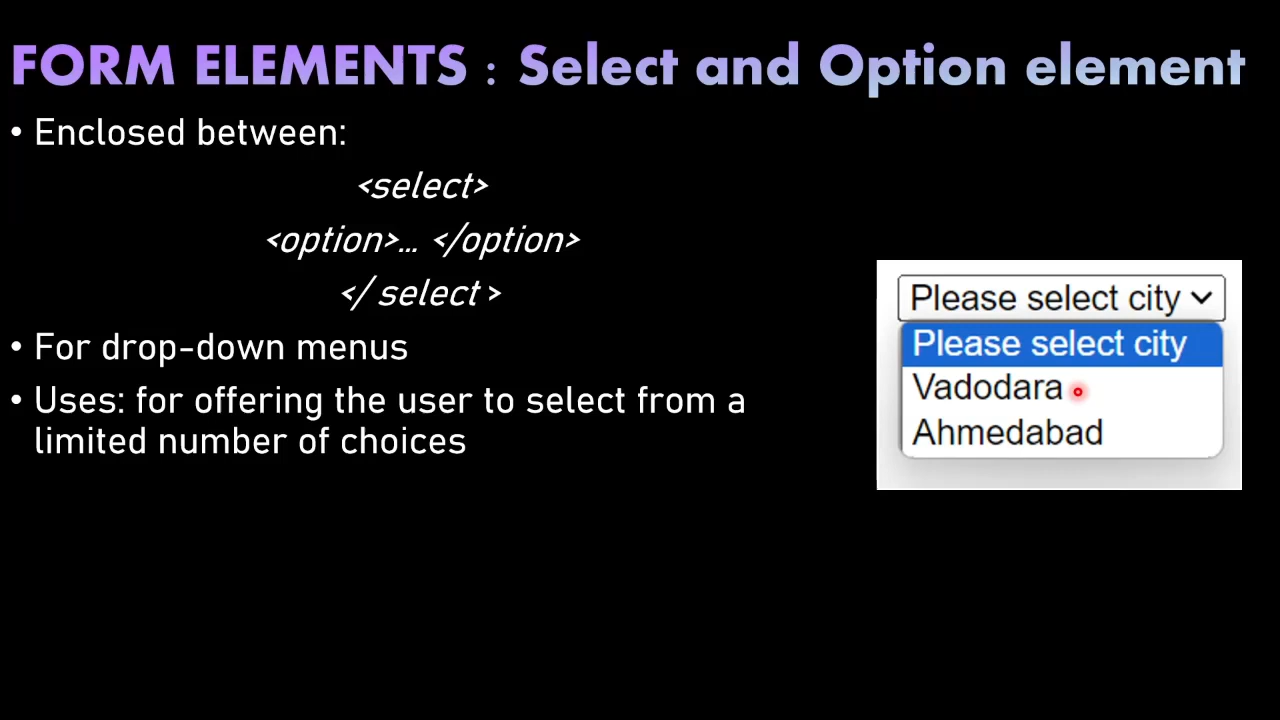 FORM ELEMENTS : Select and Option element
• Enclosed between:
<select>
<option>... </option>
</ select >
• For drop-down menus
• Uses: for offering the user to select from a
limited number of choices
Please select city
Please select city
Vadodara
Ahmedabad